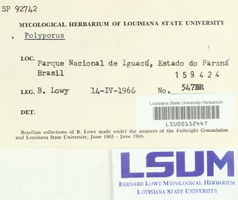 SP 92742
MYCOLOGICAL HERBARIUM OF LOUISIANA STATE UNIVERSITY
Polyporus
LOC. Parque Nacional de Iguacú, Estado do Paraná
Brasil 159424
LEG. B. Lowy 14-IV-1966 No. 547BR
Louisiana State University Herbarium
LSU00152447
DET.
Brazilian collections of B. Lowy made under the auspices of the Fulbright Commission
and Louisiana State University, June 1965 - June 1966.
LSUM
BERNARD LOWY MYCOLOGICAL HERBARIUM
LOUISIANA STATE UNIVERSITY